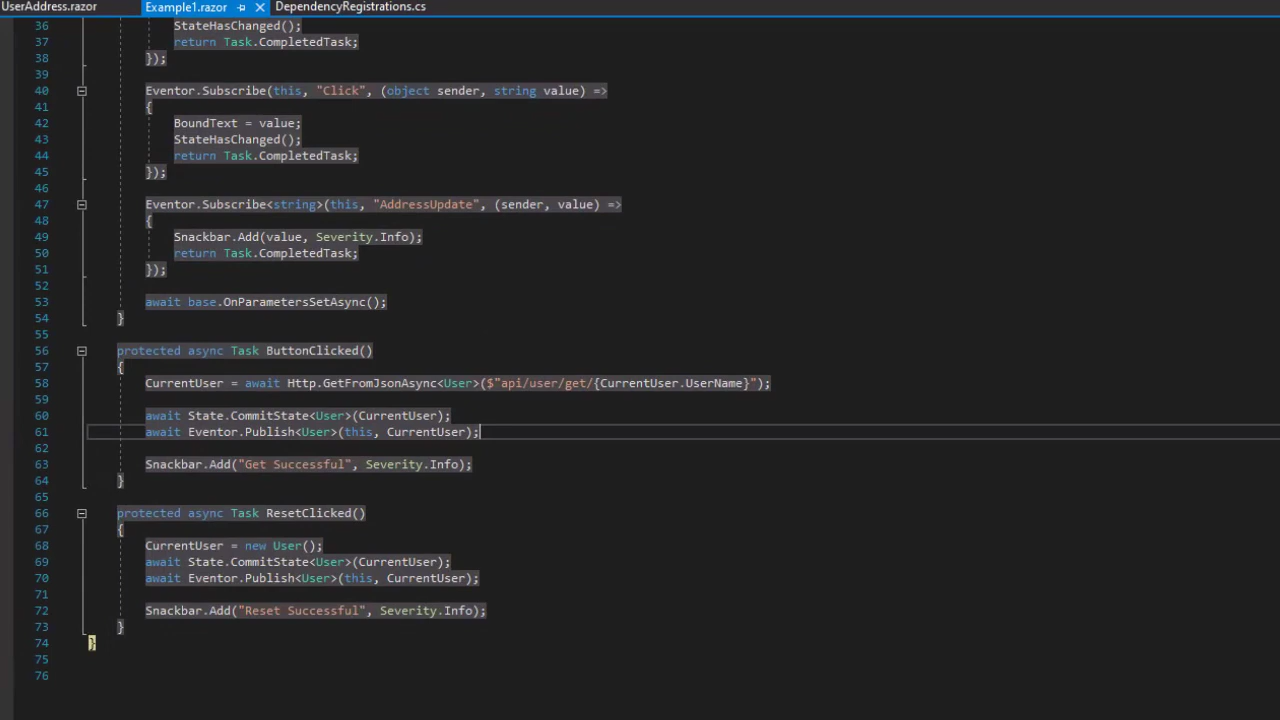 UserAddress.razor Example1.razor DependencyRegistrations.cs
36 StateHasChanged();
37 return Task.CompletedTask;
38 });
39
40 Eventor.Subscribe(this, "Click", (object sender, string value) =>
41 {
42 BoundText = value;
43 StateHasChanged();
44 return Task.CompletedTask;
45 });
46
47 Eventor.Subscribe<string>(this, "AddressUpdate", (sender, value) =>
48 {
49 Snackbar.Add(value, Severity.Info);
50 return Task.CompletedTask;
51 });
52
53 await base.OnParametersSetAsync();
54 }
55
56 protected async Task ButtonClicked()
57 {
58 CurrentUser = await Http.GetFromJsonAsync<User>($"api/user/get/{CurrentUser.UserName}");
59
60 await State.CommitState<User>(CurrentUser);
61 await Eventor.Publish<User>(this, CurrentUser);
62
63 Snackbar.Add("Get Successful", Severity.Info);
64 }
65
66 protected async Task ResetClicked()
67 {
68 CurrentUser = new User();
69 await State.CommitState<User>(CurrentUser);
70 await Eventor.Publish<User>(this, CurrentUser);
71
72 Snackbar.Add("Reset Successful", Severity.Info);
73 }
74 }
75
76